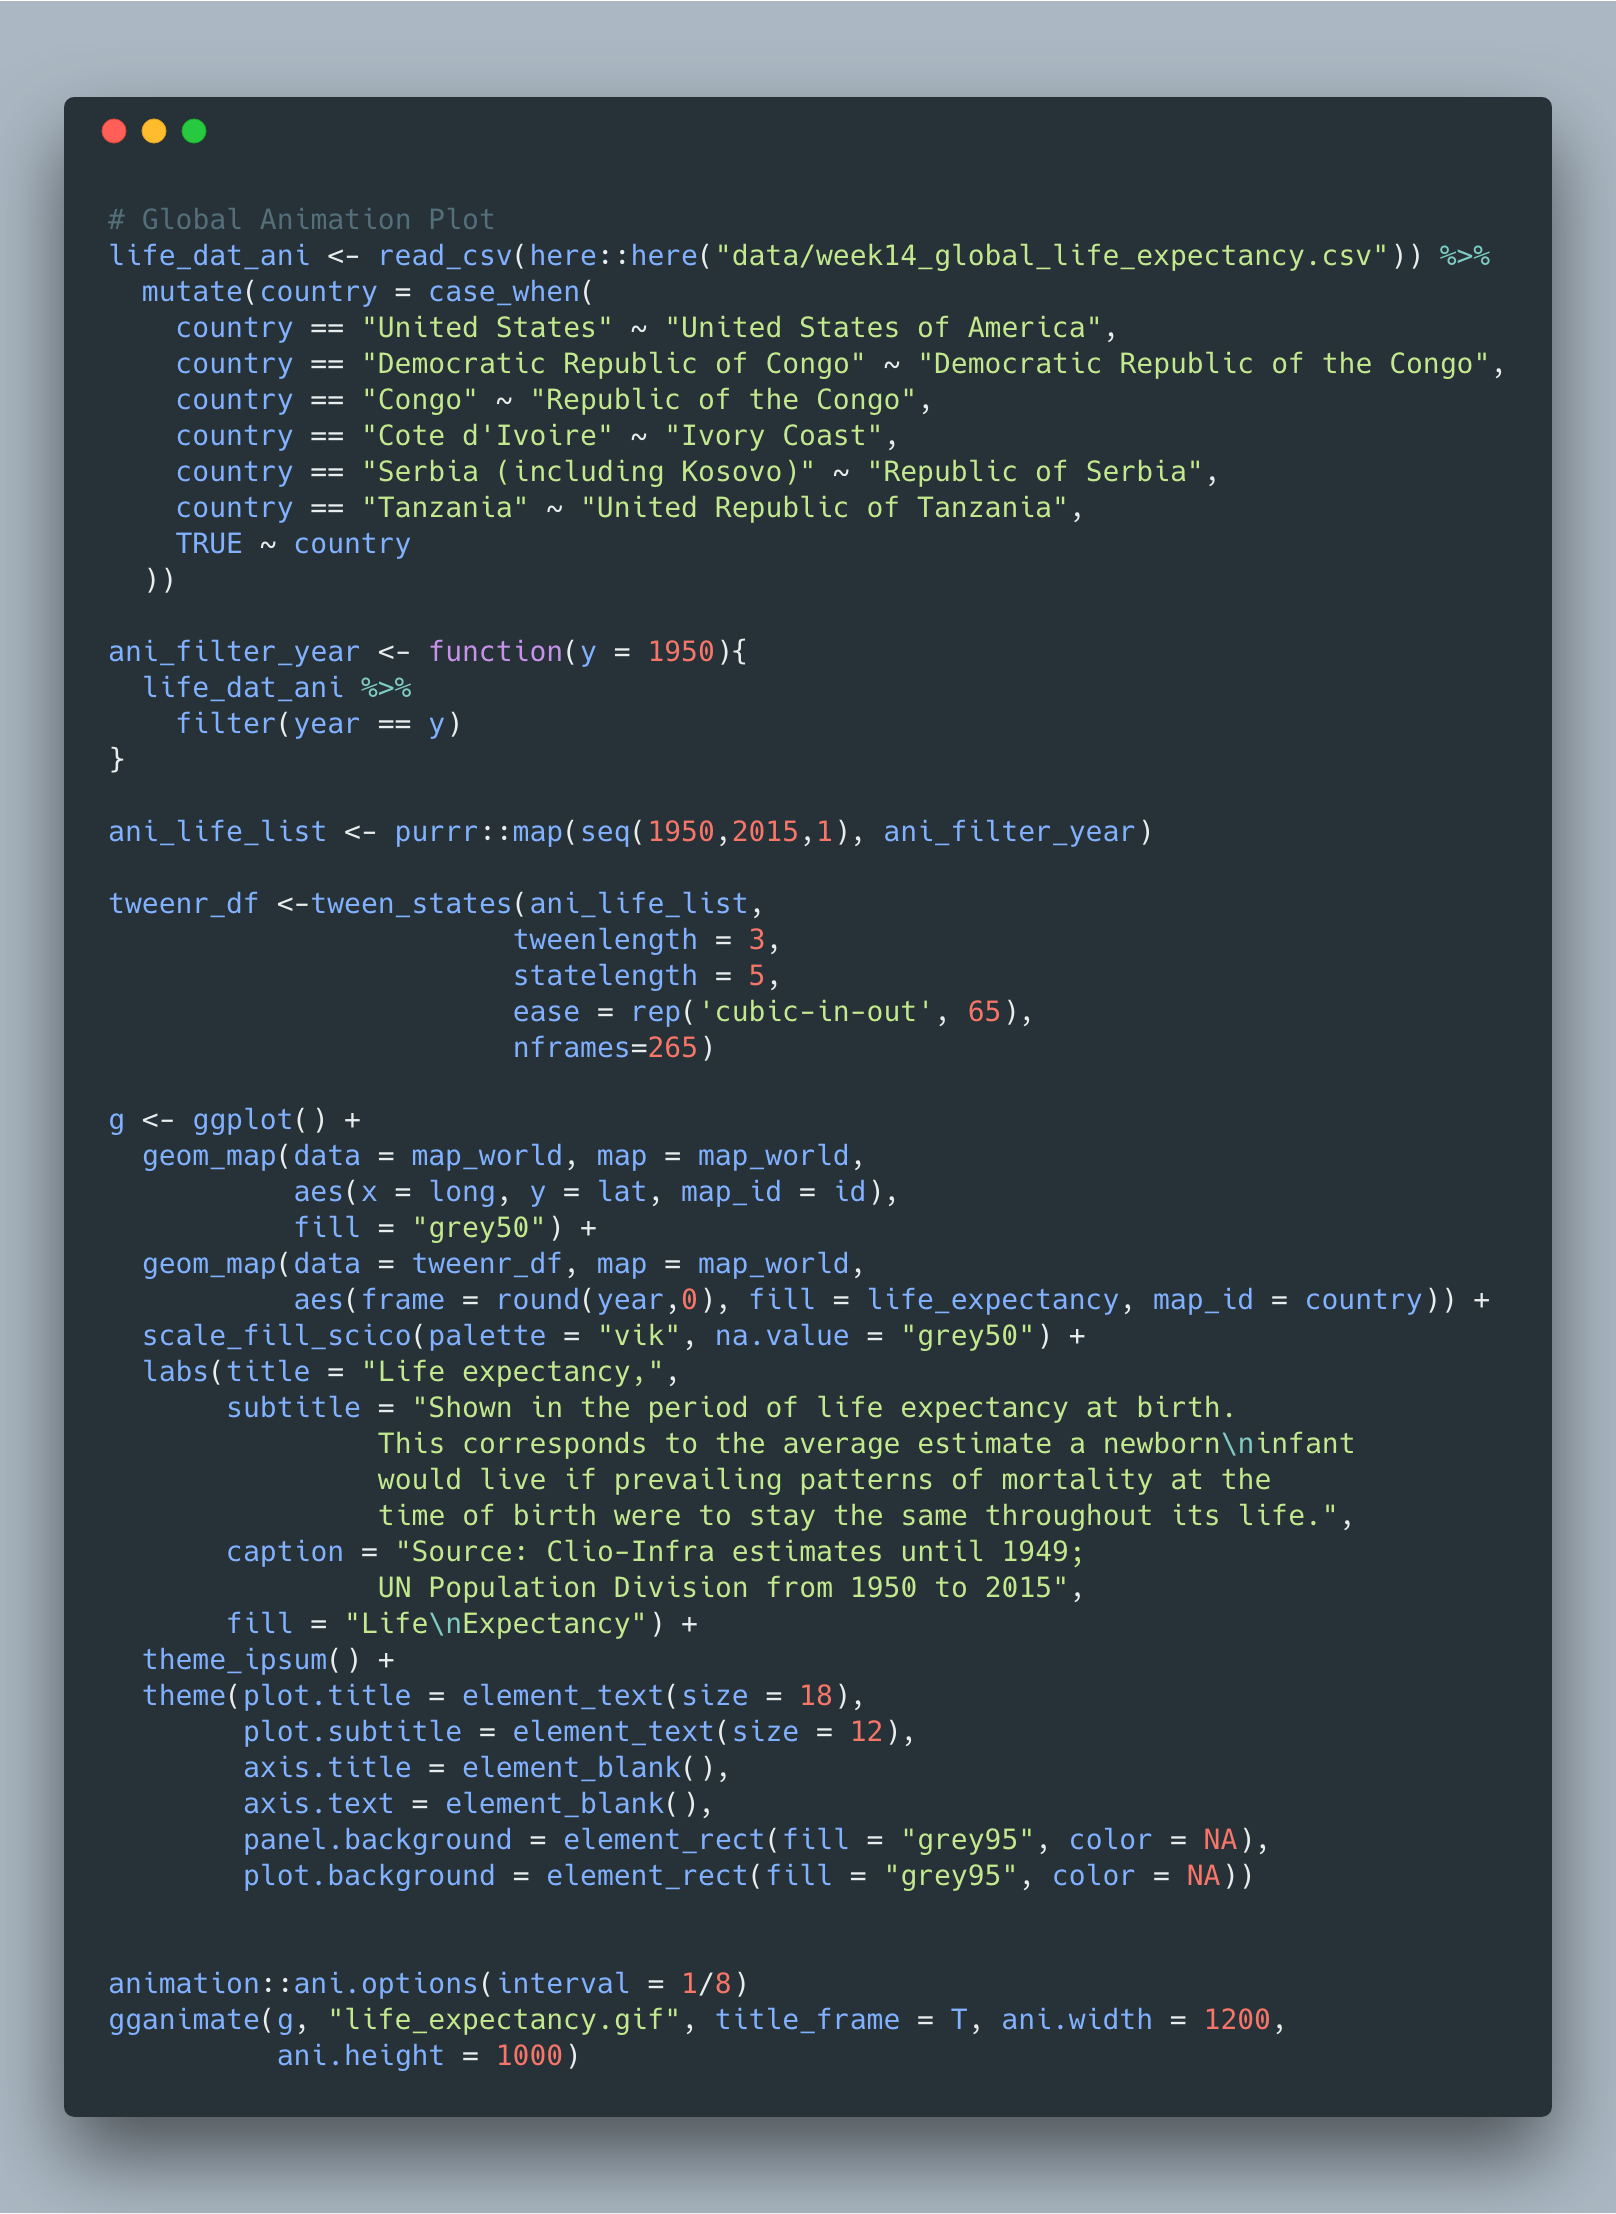 # Global Animation Plot
life_dat_ani <- read_csv(here::here("data/week14_global_life_expectancy.csv")) %>%
  mutate(country = case_when(
    country == "United States" ~ "United States of America",
    country == "Democratic Republic of Congo" ~ "Democratic Republic of the Congo",
    country == "Congo" ~ "Republic of the Congo",
    country == "Cote d'Ivoire" ~ "Ivory Coast",
    country == "Serbia (including Kosovo)" ~ "Republic of Serbia",
    country == "Tanzania" ~ "United Republic of Tanzania",
    TRUE ~ country
  ))

ani_filter_year <- function(y = 1950){
  life_dat_ani %>%
    filter(year == y)
}

ani_life_list <- purrr::map(seq(1950,2015,1), ani_filter_year)

tweenr_df <-tween_states(ani_life_list,
                        tweenlength = 3,
                        statelength = 5,
                        ease = rep('cubic-in-out', 65),
                        nframes=265)

g <- ggplot() +
  geom_map(data = map_world, map = map_world,
           aes(x = long, y = lat, map_id = id),
           fill = "grey50") +
  geom_map(data = tweenr_df, map = map_world,
           aes(frame = round(year,0), fill = life_expectancy, map_id = country)) +
  scale_fill_scico(palette = "vik", na.value = "grey50") +
  labs(title = "Life expectancy,",
       subtitle = "Shown in the period of life expectancy at birth.
                This corresponds to the average estimate a newborn\ninfant
                would live if prevailing patterns of mortality at the
                time of birth were to stay the same throughout its life.",
       caption = "Source: Clio-Infra estimates until 1949;
                UN Population Division from 1950 to 2015",
       fill = "Life\nExpectancy") +
  theme_ipsum() +
  theme(plot.title = element_text(size = 18),
        plot.subtitle = element_text(size = 12),
        axis.title = element_blank(),
        axis.text = element_blank(),
        panel.background = element_rect(fill = "grey95", color = NA),
        plot.background = element_rect(fill = "grey95", color = NA))


animation::ani.options(interval = 1/8)
gganimate(g, "life_expectancy.gif", title_frame = T, ani.width = 1200,
          ani.height = 1000)